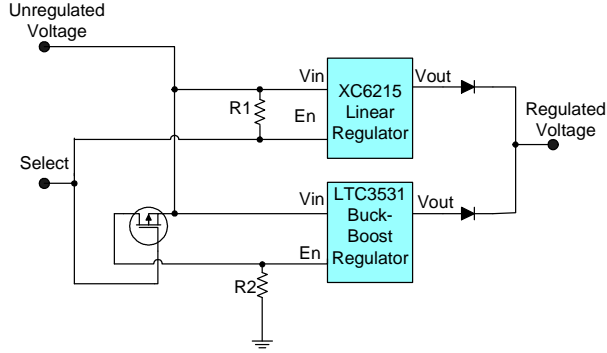 Unregulated
Voltage
Vin
XC6215
Linear
Regulator
Vout
R1
En
Regulated
Voltage
Select
Vin
LTC3531
Buck-
Boost
Regulator
Vout
En
R2